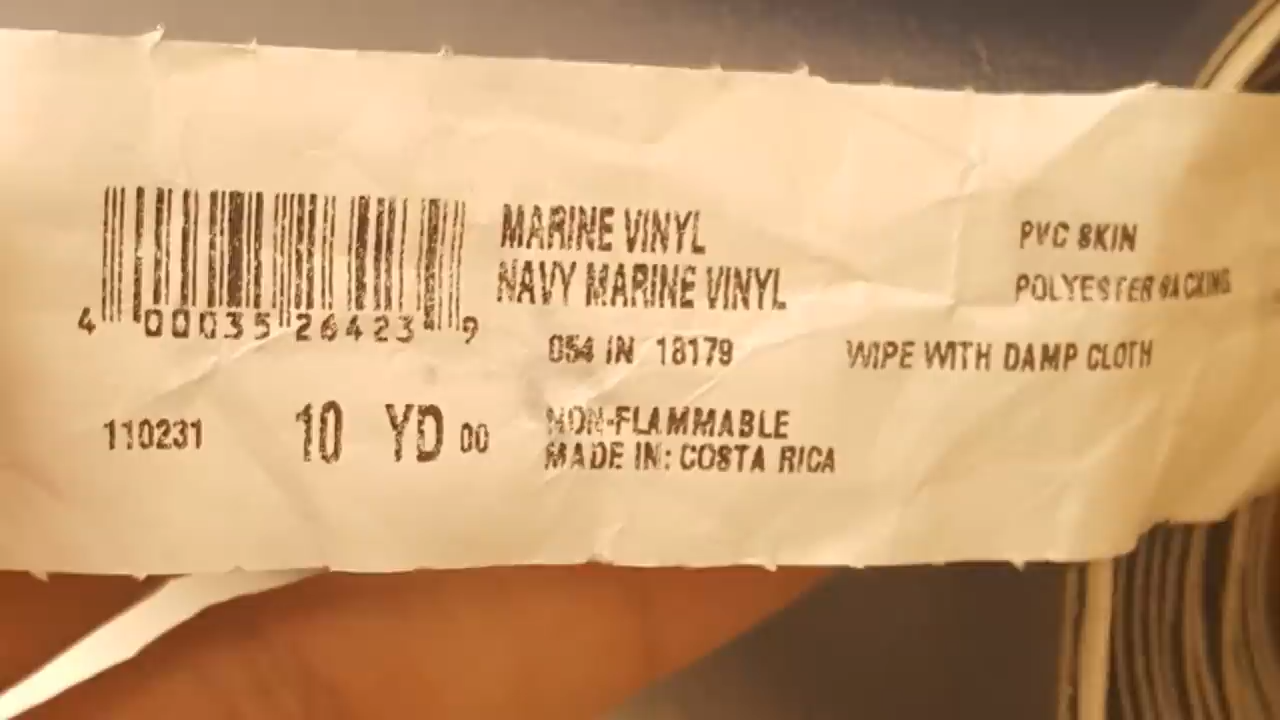 MARINE VINYL
NAVY MARINE VINYL
PVC SKIN
POLYESTER BACKING
4 00035 26423 9
054 IN 18179
WIPE WITH DAMP CLOTH
110231 10 YD 00
NON-FLAMMABLE
MADE IN: COSTA RICA